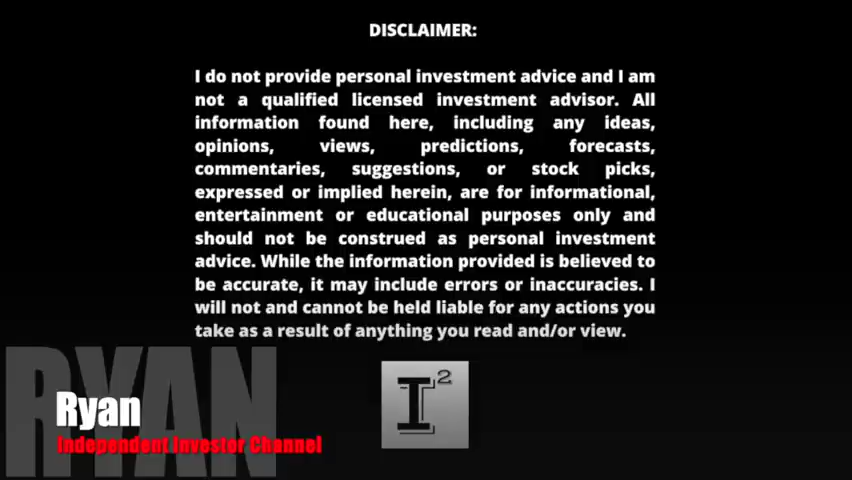 DISCLAIMER:
I do not provide personal investment advice and I am
not a qualified licensed investment advisor. All
information found here, including any ideas,
opinions, views, predictions, forecasts,
commentaries, suggestions, or stock picks,
expressed or implied herein, are for informational,
entertainment or educational purposes only and
should not be construed as personal investment
advice. While the information provided is believed to
be accurate, it may include errors or inaccuracies. I
will not and cannot be held liable for any actions you
take as a result of anything you read and/or view.
RYAN
Ryan
Independent Investor Channel
I²